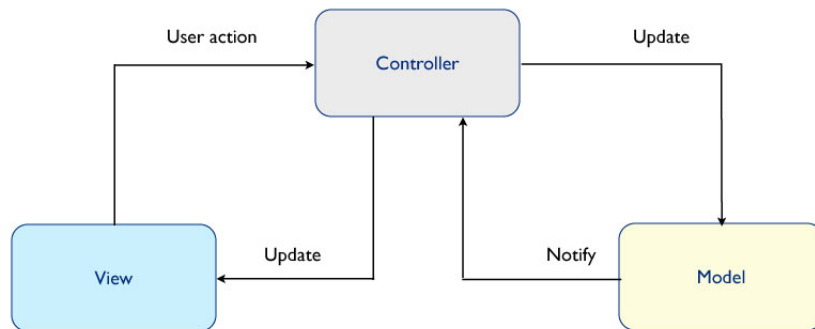 User action
Update
Controller
Update
Notify
View
Model